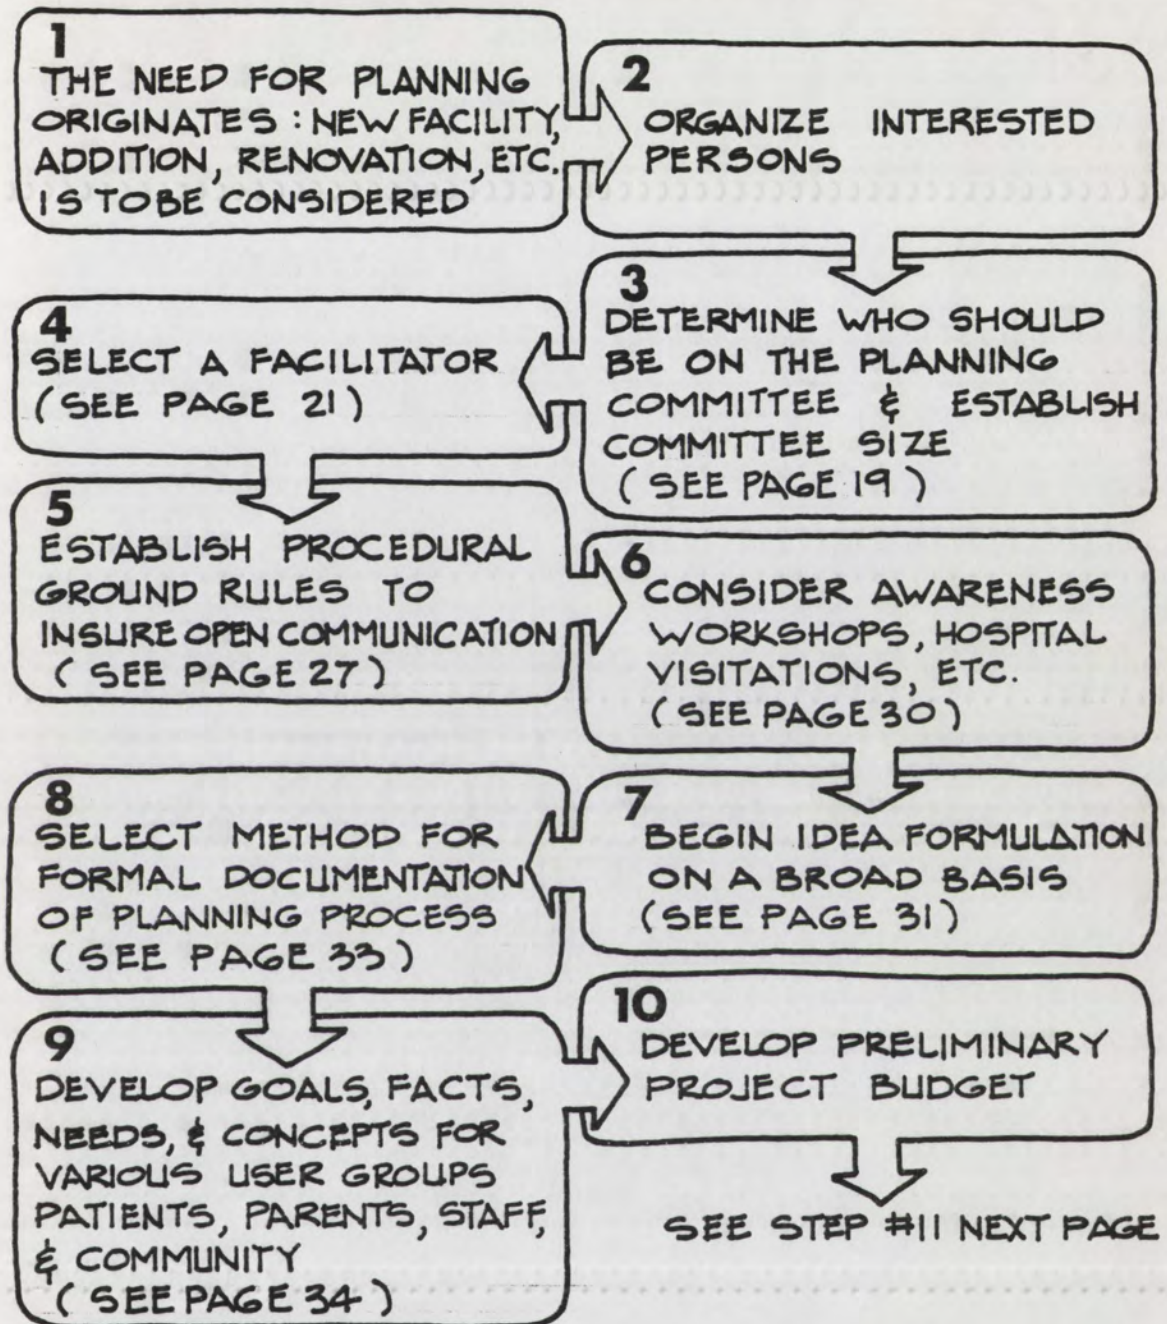 1
THE NEED FOR PLANNING
ORIGINATES : NEW FACILITY,
ADDITION, RENOVATION, ETC.
IS TO BE CONSIDERED
2
ORGANIZE INTERESTED
PERSONS
3
DETERMINE WHO SHOULD
BE ON THE PLANNING
COMMITTEE & ESTABLISH
COMMITTEE SIZE
(SEE PAGE 19)
4
SELECT A FACILITATOR
(SEE PAGE 21)
5
ESTABLISH PROCEDURAL
GROUND RULES TO
INSURE OPEN COMMUNICATION
(SEE PAGE 27)
6
CONSIDER AWARENESS
WORKSHOPS, HOSPITAL
VISITATIONS, ETC.
(SEE PAGE 30)
7
BEGIN IDEA FORMULATION
ON A BROAD BASIS
(SEE PAGE 31)
8
SELECT METHOD FOR
FORMAL DOCUMENTATION
OF PLANNING PROCESS
(SEE PAGE 33)
9
DEVELOP GOALS, FACTS,
NEEDS, & CONCEPTS FOR
VARIOUS USER GROUPS
PATIENTS, PARENTS, STAFF,
& COMMUNITY
(SEE PAGE 34)
10
DEVELOP PRELIMINARY
PROJECT BUDGET
SEE STEP #11 NEXT PAGE